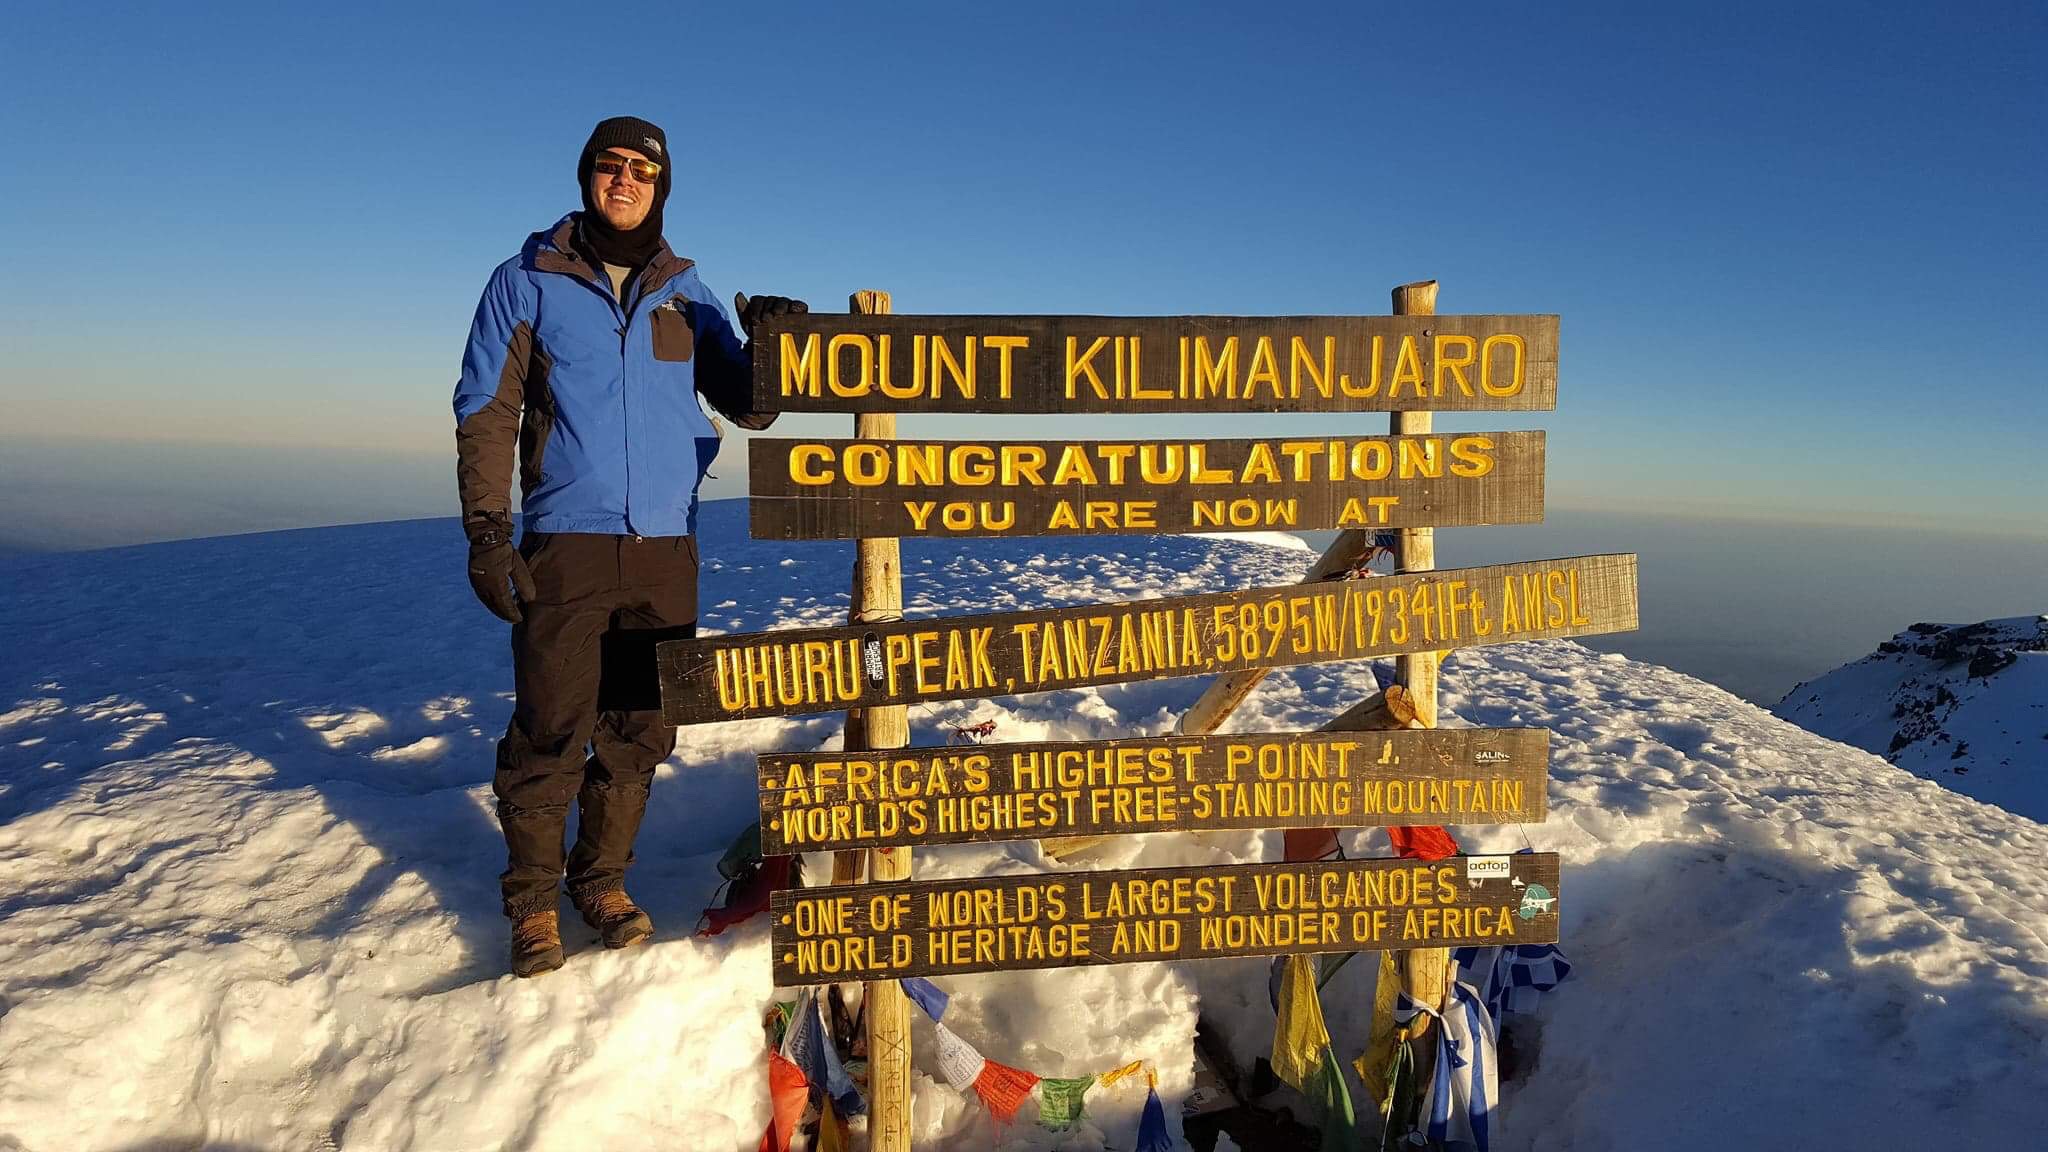 MOUNT KILIMANJARO
CONGRATULATIONS
YOU ARE NOW AT
UHURU PEAK, TANZANIA, 5895M/19341Ft AMSL
•AFRICA'S HIGHEST POINT
•WORLD'S HIGHEST FREE-STANDING MOUNTAIN
aatop
•ONE OF WORLD'S LARGEST VOLCANOES
•WORLD HERITAGE AND WONDER OF AFRICA